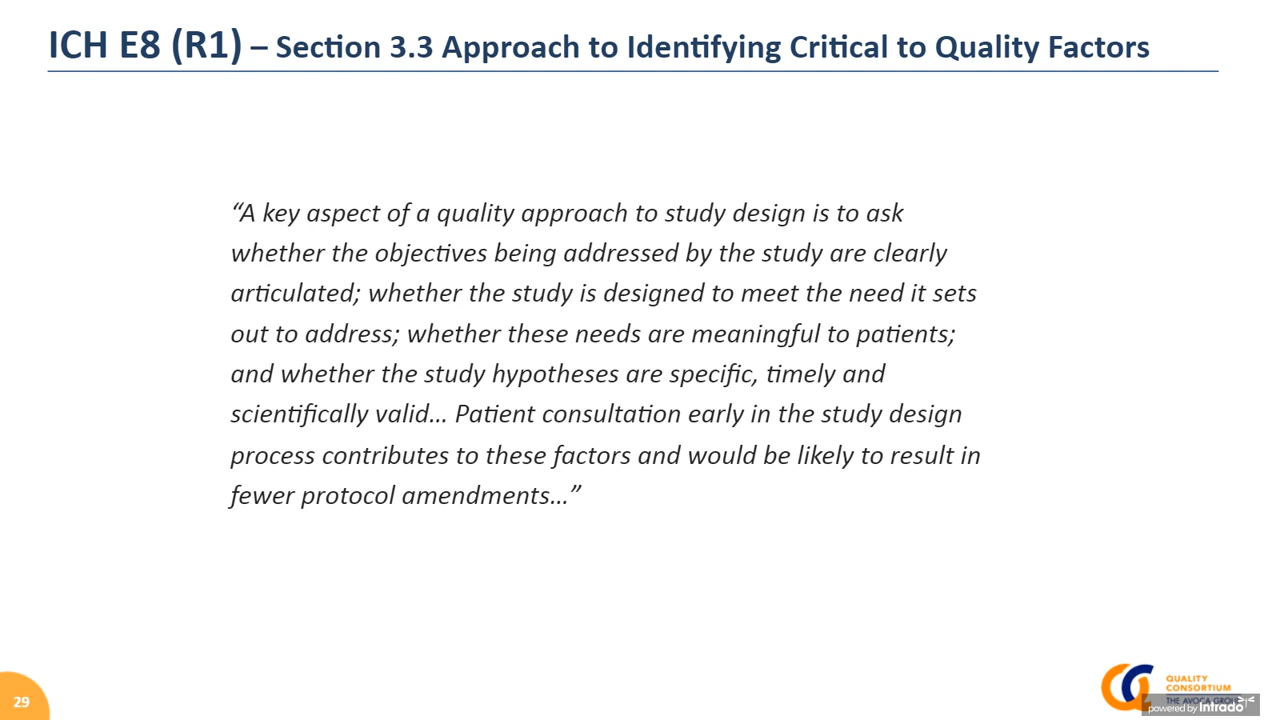 ICH E8 (R1) – Section 3.3 Approach to Identifying Critical to Quality Factors
“A key aspect of a quality approach to study design is to ask
whether the objectives being addressed by the study are clearly
articulated; whether the study is designed to meet the need it sets
out to address; whether these needs are meaningful to patients;
and whether the study hypotheses are specific, timely and
scientifically valid… Patient consultation early in the study design
process contributes to these factors and would be likely to result in
fewer protocol amendments…”
29
QUALITY
CONSORTIUM
THE AVOCA GROUP
powered by intrado